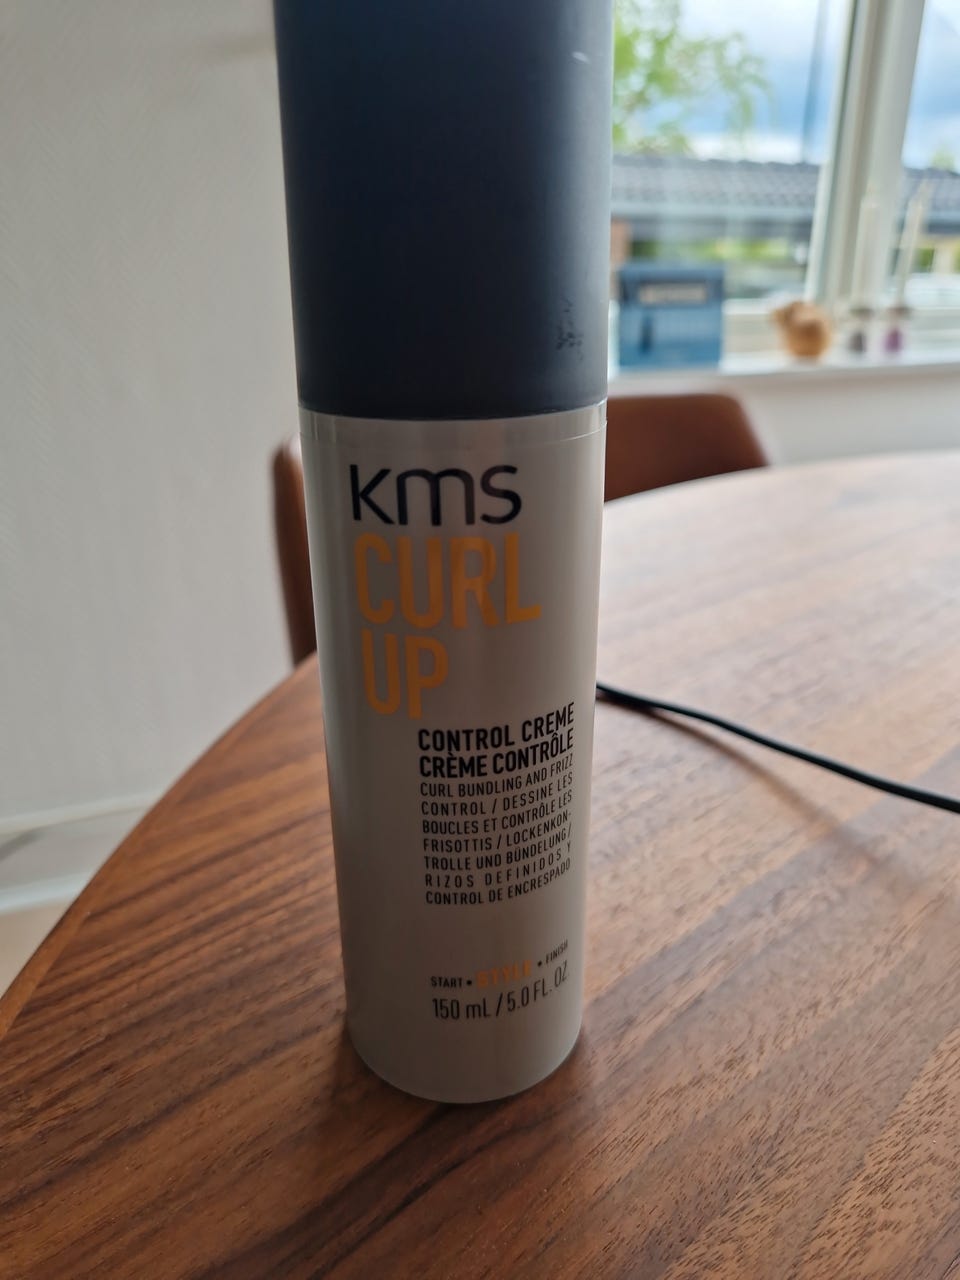 kms
CURL
UP
CONTROL CREME
CRÈME CONTRÔLE
CURL BUNDLING AND FRIZZ
CONTROL / DESSINE LES
BOUCLES ET CONTRÔLE LES
FRISOTTIS / LOCKENKON-
TROLLE UND BÜNDELUNG /
RIZOS DEFINIDOS Y
CONTROL DE ENCRESPADO
START • STYLE • FINISH
150 mL / 5.0 FL. OZ